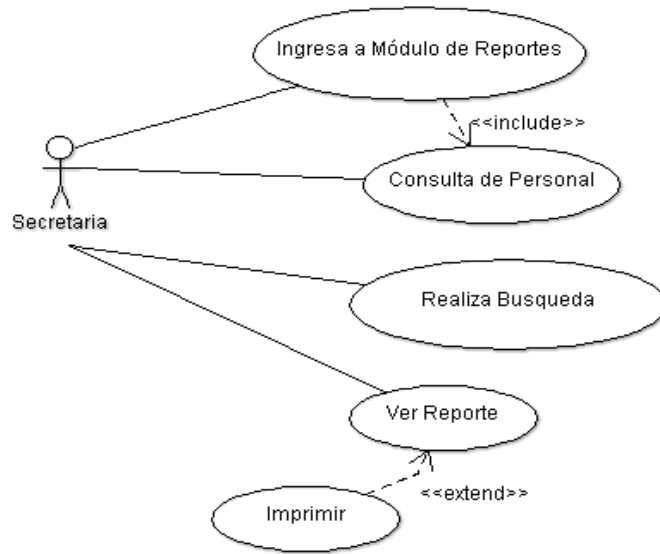 Ingresa a Módulo de Reportes
<<include>>
Consulta de Personal
Secretaria
Realiza Busqueda
Ver Reporte
<<extend>>
Imprimir